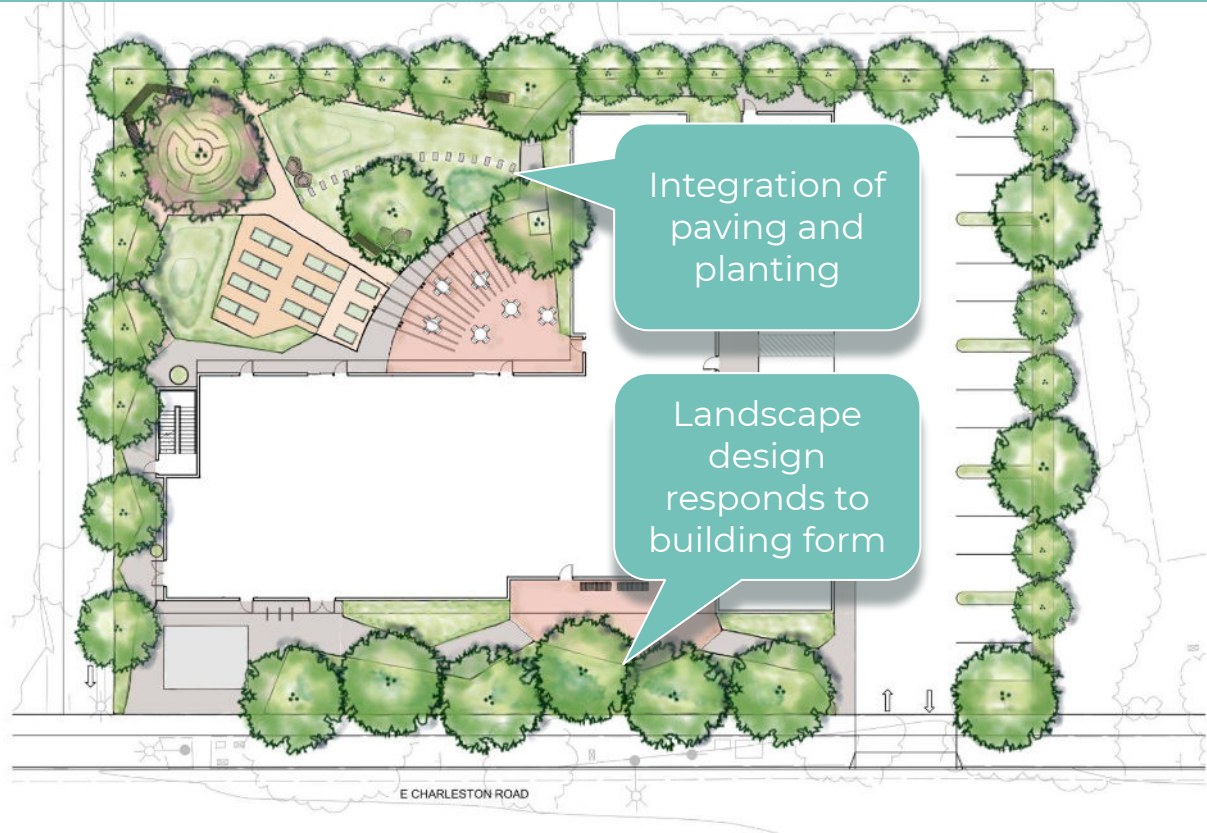 Integration of
paving and
planting
Landscape
design
responds to
building form
E CHARLESTON ROAD